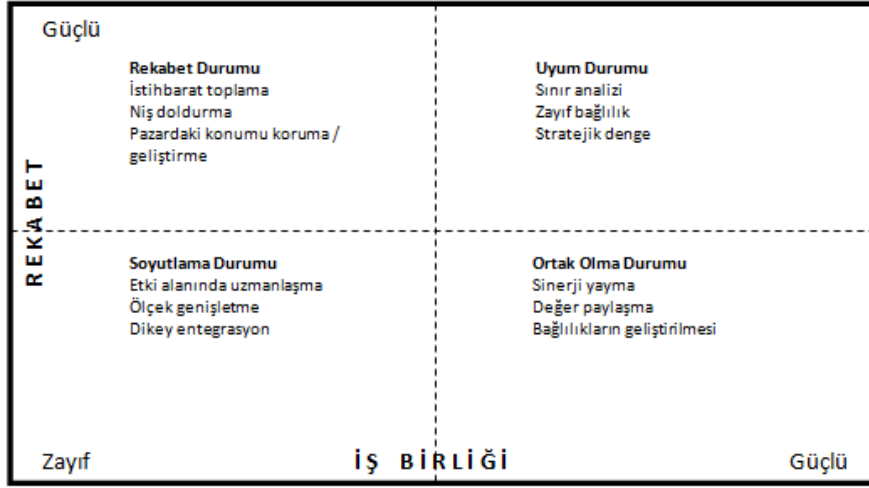 Güçlü
Rekabet Durumu
İstihbarat toplama
Niş doldurma
Pazardaki konumu koruma /
geliştirme
Uyum Durumu
Sınır analizi
Zayıf bağlılık
Stratejik denge
REKABET
Soyutlama Durumu
Etki alanında uzmanlaşma
Ölçek genişletme
Dikey entegrasyon
Ortak Olma Durumu
Sinerji yayma
Değer paylaşma
Bağlılıkların geliştirilmesi
Zayıf
İŞ BİRLİĞİ
Güçlü